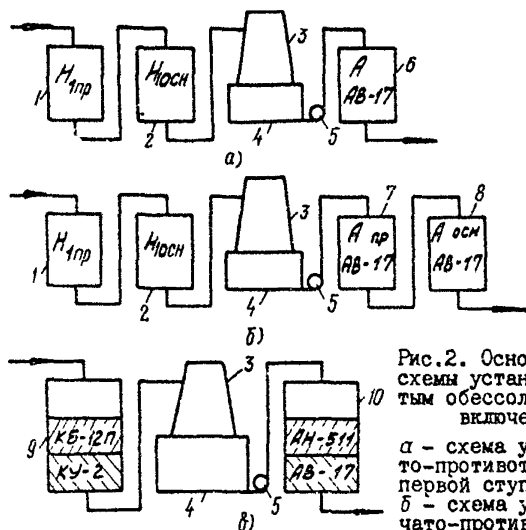 H₁пр
H₁осн
3
А
АВ-17
6
1
2
4
5
а)
H₁пр
H₁осн
3
7
А пр
АВ-17
8
А осн
АВ-17
1
2
4
5
б)
9
КБ-12П
КУ-2
3
4
5
АН-511
АВ-17
10
в)
Рис.2. Осно
схемы устан
тым обессол
включе
а - схема у
то-противот
первой ступ
б - схема у
чато-против